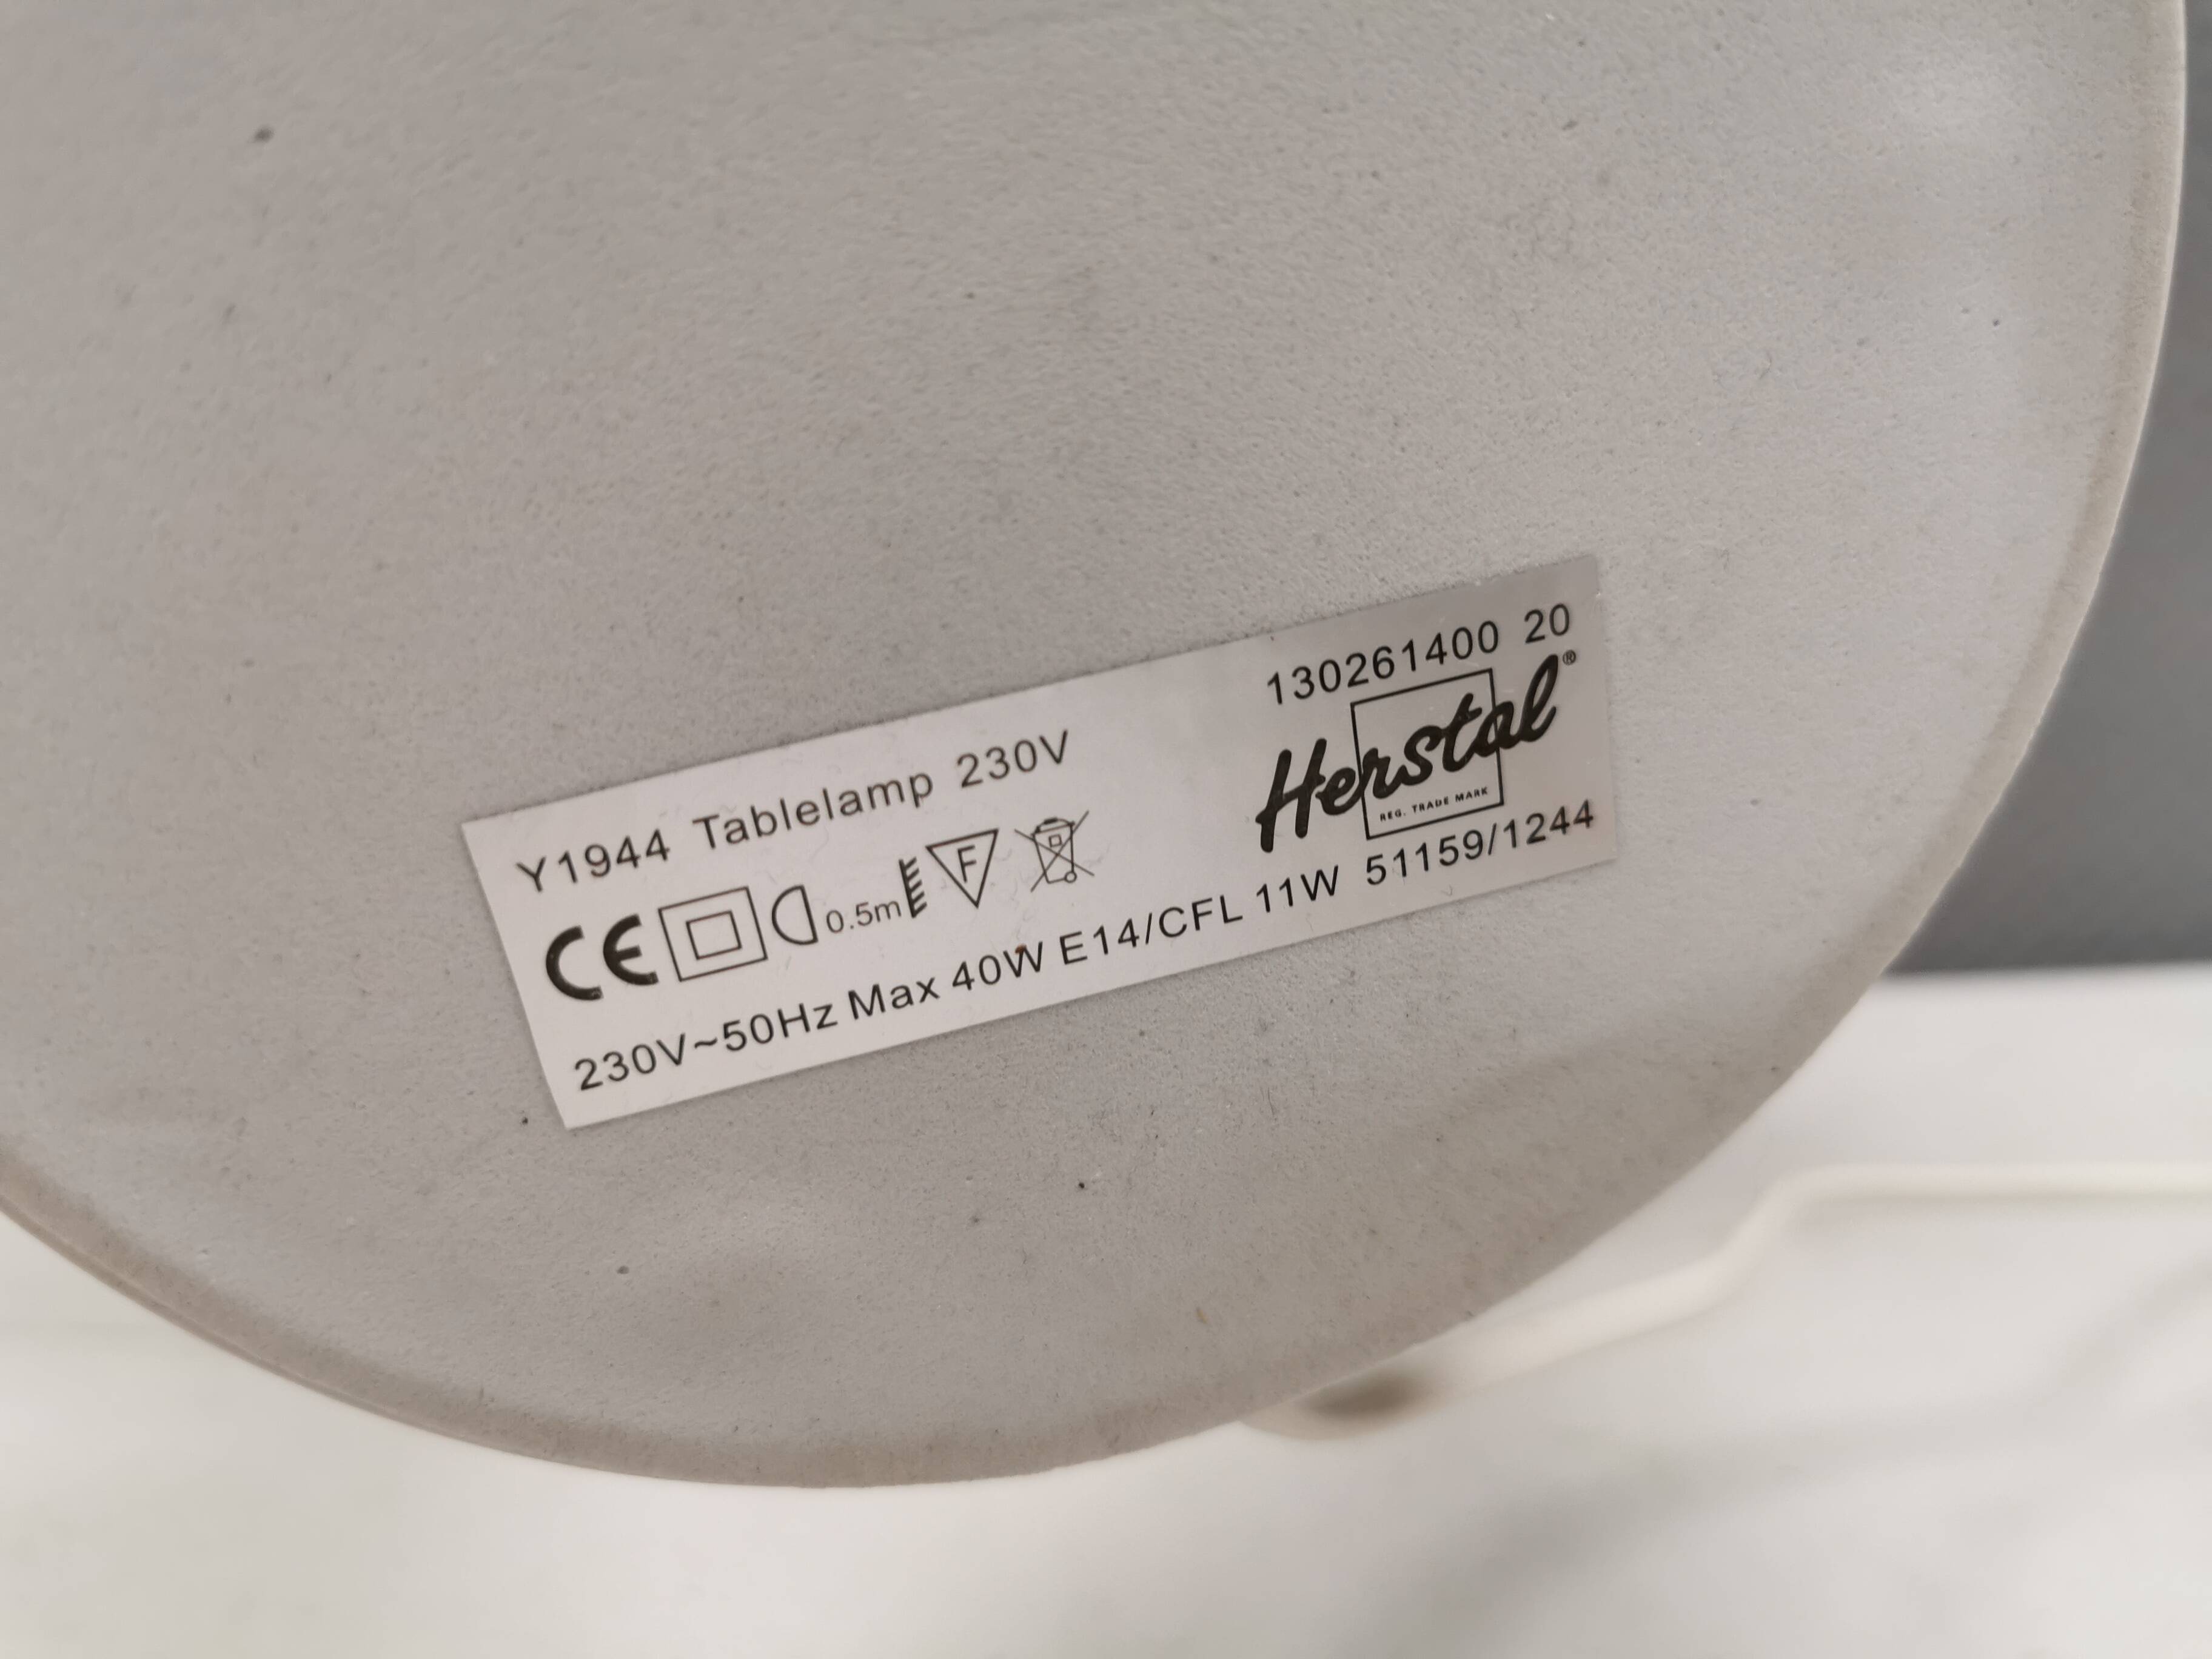 Y1944 Tablelamp 230V
130261400 20
Herstal®
REG. TRADE MARK
CE 0.5m F
230V~50Hz Max 40W E14/CFL 11W 51159/1244